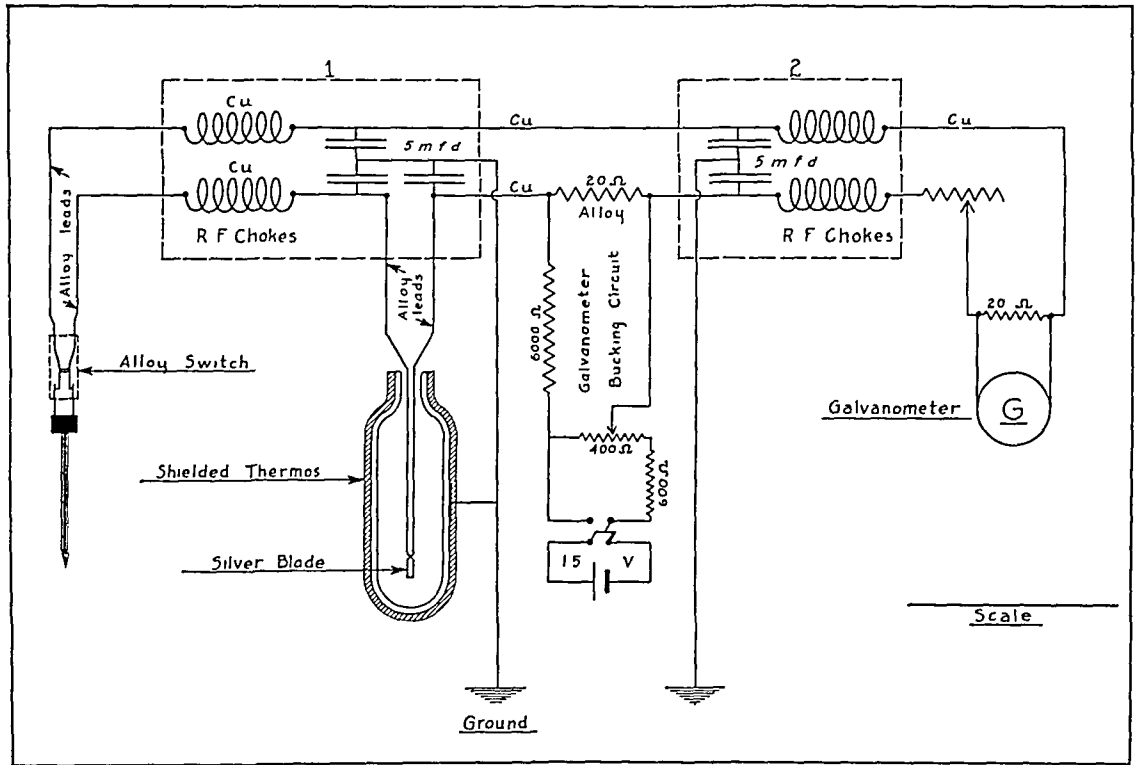 1
2
Cu
Cu
5 mfd
Cu
Cu
Cu
R F Chokes
Alloy leads
20 Ω
Alloy
5 mfd
R F Chokes
Alloy
leads
6000 Ω
Galvanometer
Bucking Circuit
Alloy Switch
20 Ω
Galvanometer
G
400 Ω
600 Ω
Shielded Thermos
Silver Blade
15 V
Scale
Ground